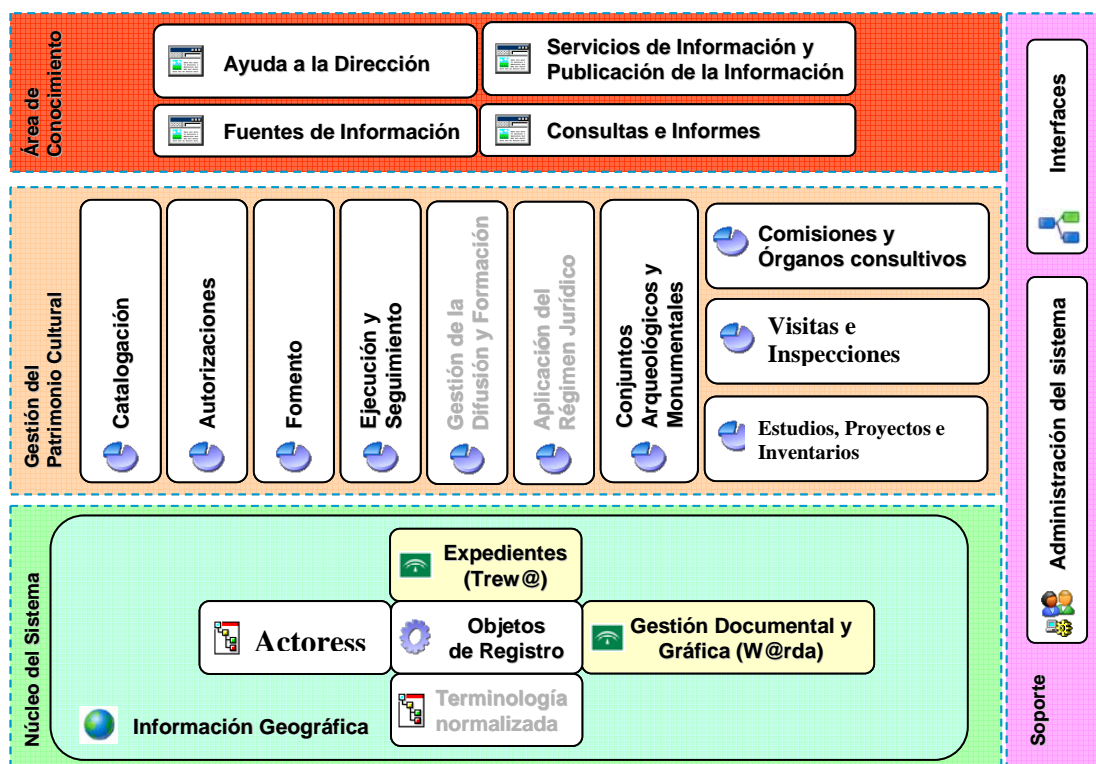 Área de
Conocimiento
Ayuda a la Dirección
Servicios de Información y
Publicación de la Información
Fuentes de Información
Consultas e Informes
Gestión del
Patrimonio Cultural
Catalogación
Autorizaciones
Fomento
Ejecución y
Seguimiento
Gestión de la
Difusión y Formación
Aplicación del
Régimen Jurídico
Conjuntos
Arqueológicos y
Monumentales
Comisiones y
Órganos consultivos
Visitas e
Inspecciones
Estudios, Proyectos e
Inventarios
Núcleo del Sistema
Expedientes
(Trew@)
Actoress
Objetos
de Registro
Gestión Documental y
Gráfica (W@rda)
Terminología
normalizada
Información Geográfica
Interfaces
Administración del sistema
Soporte